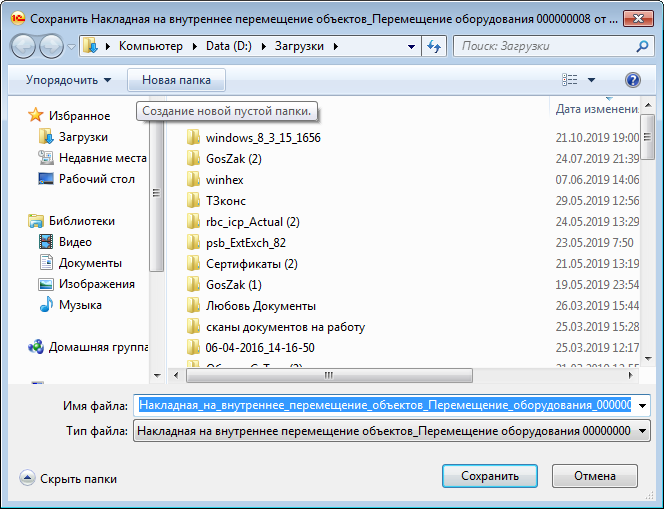 Сохранить Накладная на внутреннее перемещение объектов_Перемещение оборудования 000000008 от ...
Компьютер Data (D:) Загрузки
Поиск: Загрузки
Упорядочить Новая папка
Создание новой пустой папки.
Избранное
Загрузки
Недавние места
Рабочий стол
Библиотеки
Видео
Документы
Изображения
Музыка
Домашняя группа
Дата изменени
windows_8_3_15_1656 21.10.2019 19:00
GosZak (2) 24.07.2019 21:39
winhex 07.06.2019 14:06
ТЗконс 29.05.2019 12:56
rbc_icp_Actual (2) 24.05.2019 13:29
psb_ExtExch_82 23.05.2019 7:50
Сертификаты (2) 21.05.2019 13:19
GosZak (1) 19.05.2019 23:54
Любовь Документы 26.03.2019 15:44
сканы документов на работу 25.03.2019 15:28
06-04-2016_14-16-50 25.03.2019 12:17
Имя файла: Накладная_на_внутреннее_перемещение_объектов_Перемещение_оборудования_000000
Тип файла: Накладная на внутреннее перемещение объектов_Перемещение оборудования 00000000
Скрыть папки
Сохранить Отмена